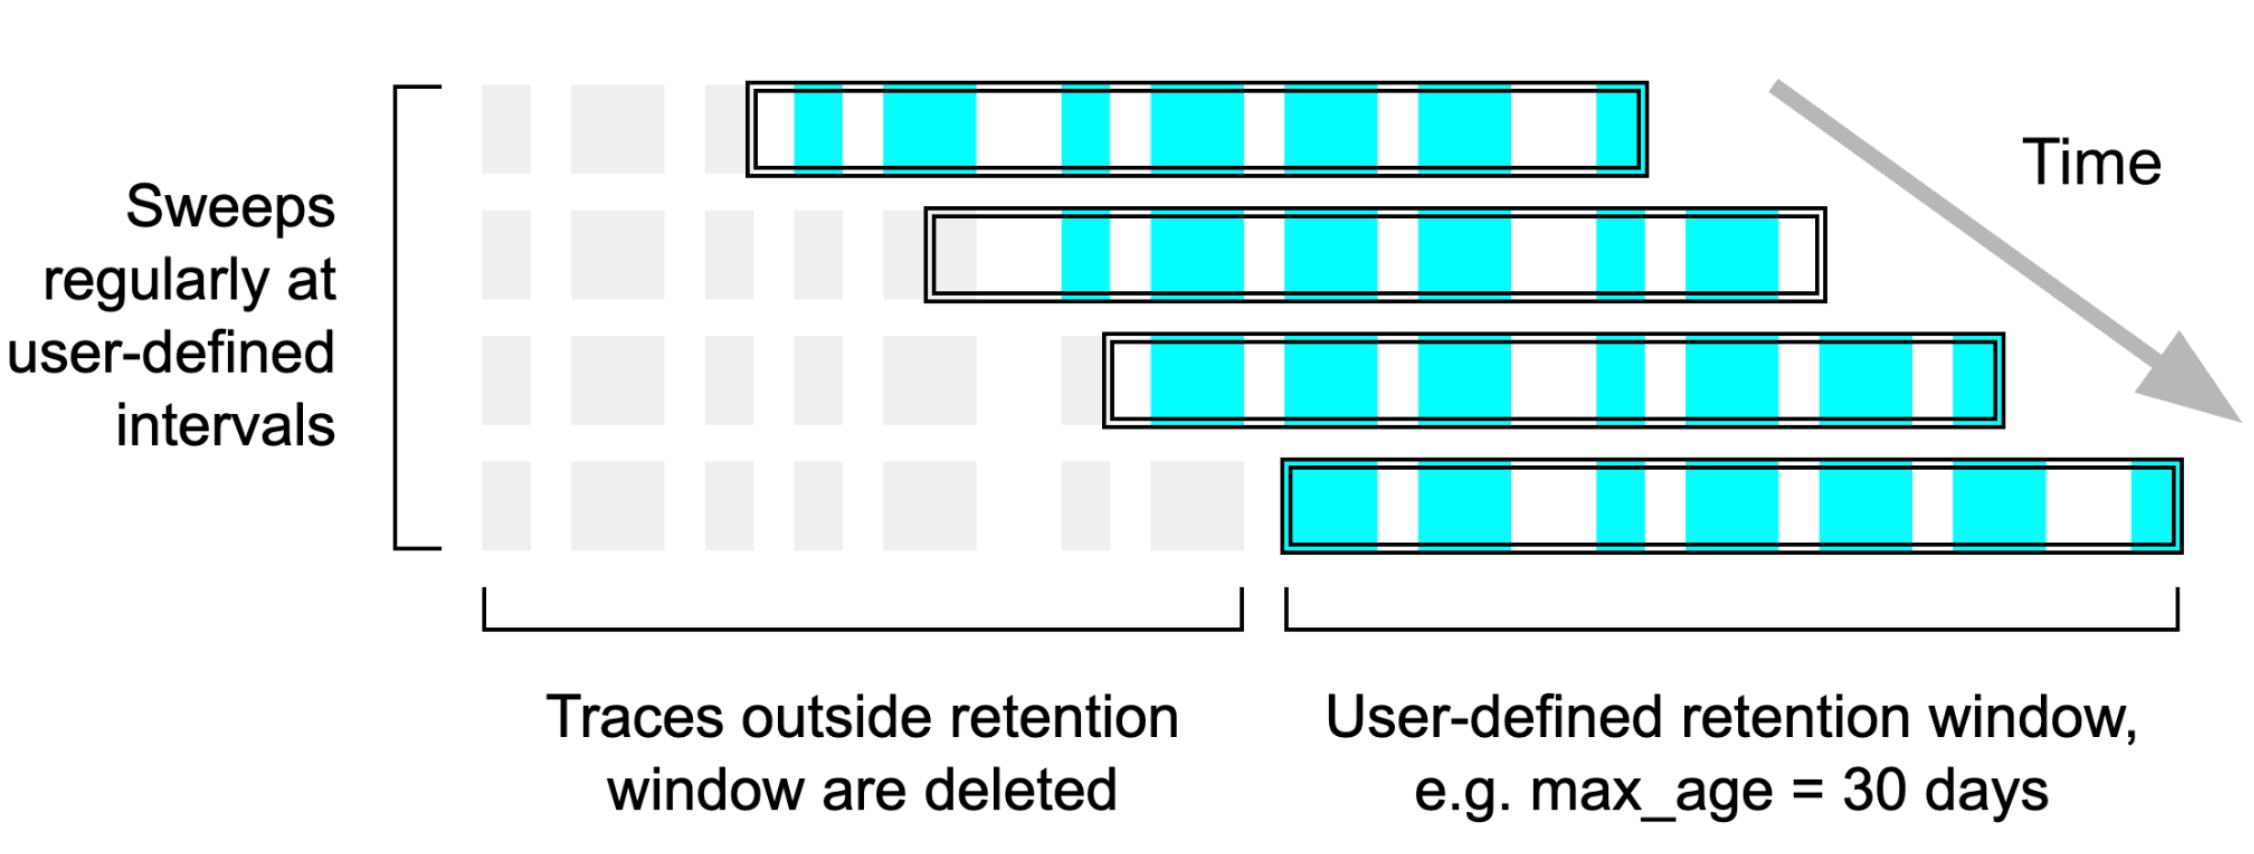 Sweeps
regularly at
user-defined
intervals
Time
Traces outside retention
window are deleted
User-defined retention window,
e.g. max_age = 30 days